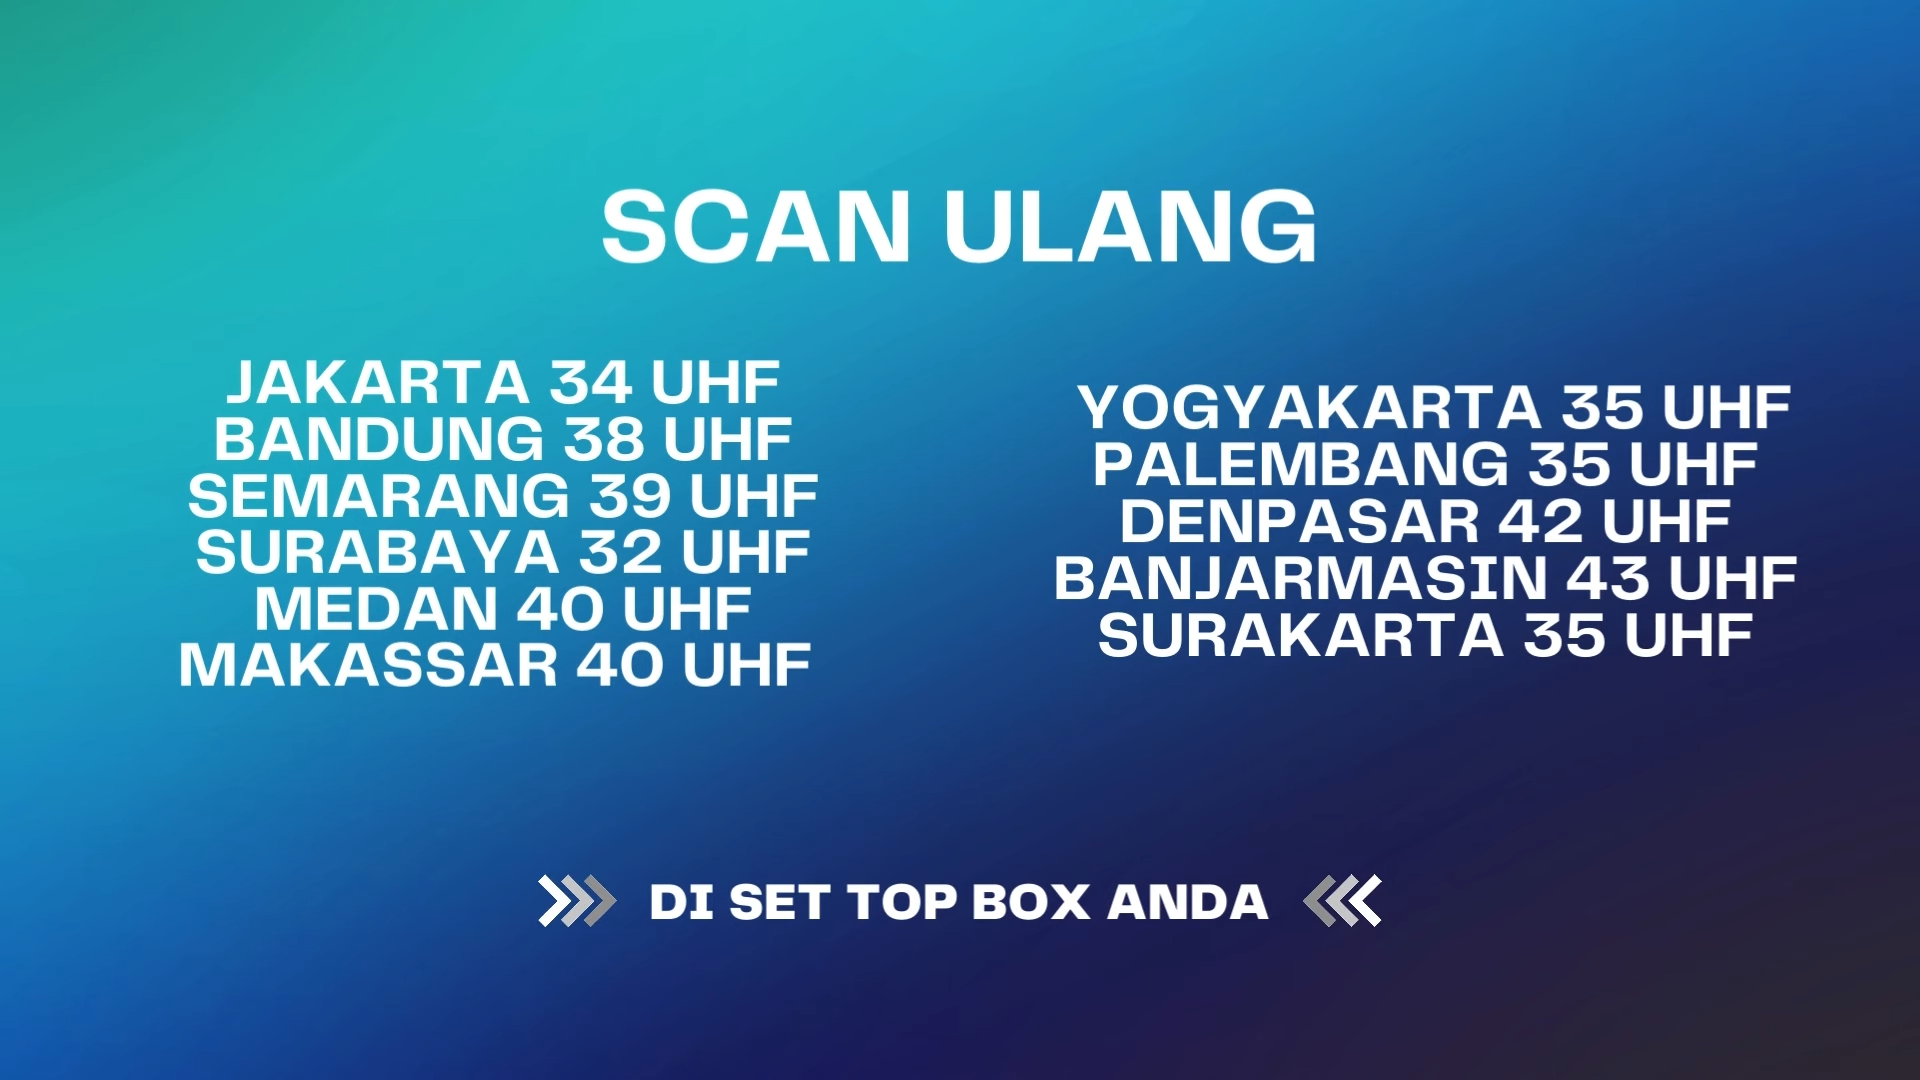 SCAN ULANG
JAKARTA 34 UHF
BANDUNG 38 UHF
SEMARANG 39 UHF
SURABAYA 32 UHF
MEDAN 40 UHF
MAKASSAR 40 UHF
YOGYAKARTA 35 UHF
PALEMBANG 35 UHF
DENPASAR 42 UHF
BANJARMASIN 43 UHF
SURAKARTA 35 UHF
DI SET TOP BOX ANDA